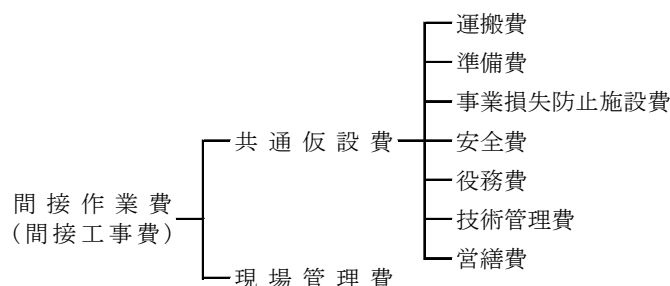 運搬費
準備費
事業損失防止施設費
共通仮設費
安全費
役務費
間接作業費
(間接工事費)
技術管理費
営繕費
現場管理費